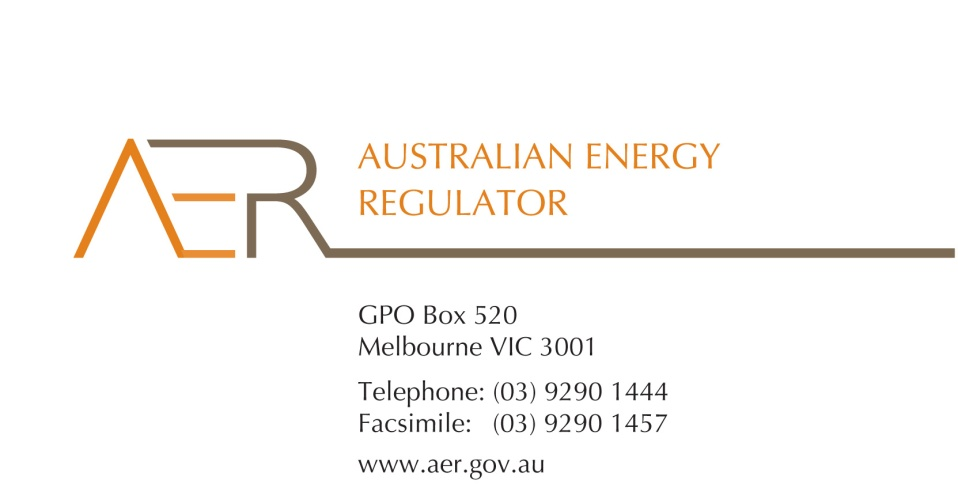 AER
AUSTRALIAN ENERGY
REGULATOR
GPO Box 520
Melbourne VIC 3001
Telephone: (03) 9290 1444
Facsimile: (03) 9290 1457
www.aer.gov.au